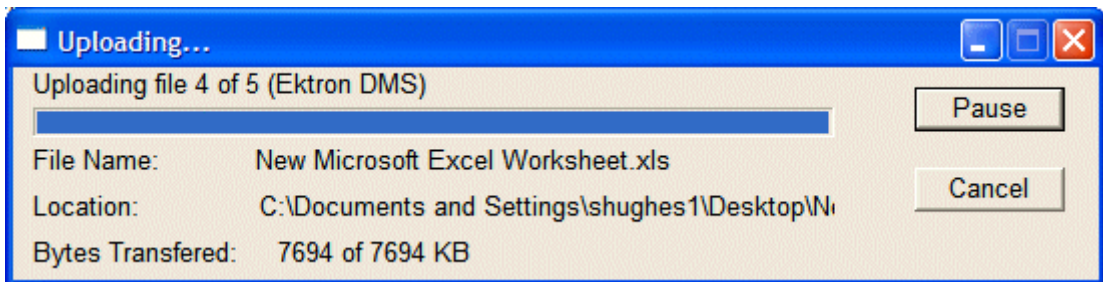 Uploading...
Uploading file 4 of 5 (Ektron DMS)
Pause
File Name: New Microsoft Excel Worksheet.xls
Cancel
Location: C:\Documents and Settings\shughes1\Desktop\N
Bytes Transfered: 7694 of 7694 KB